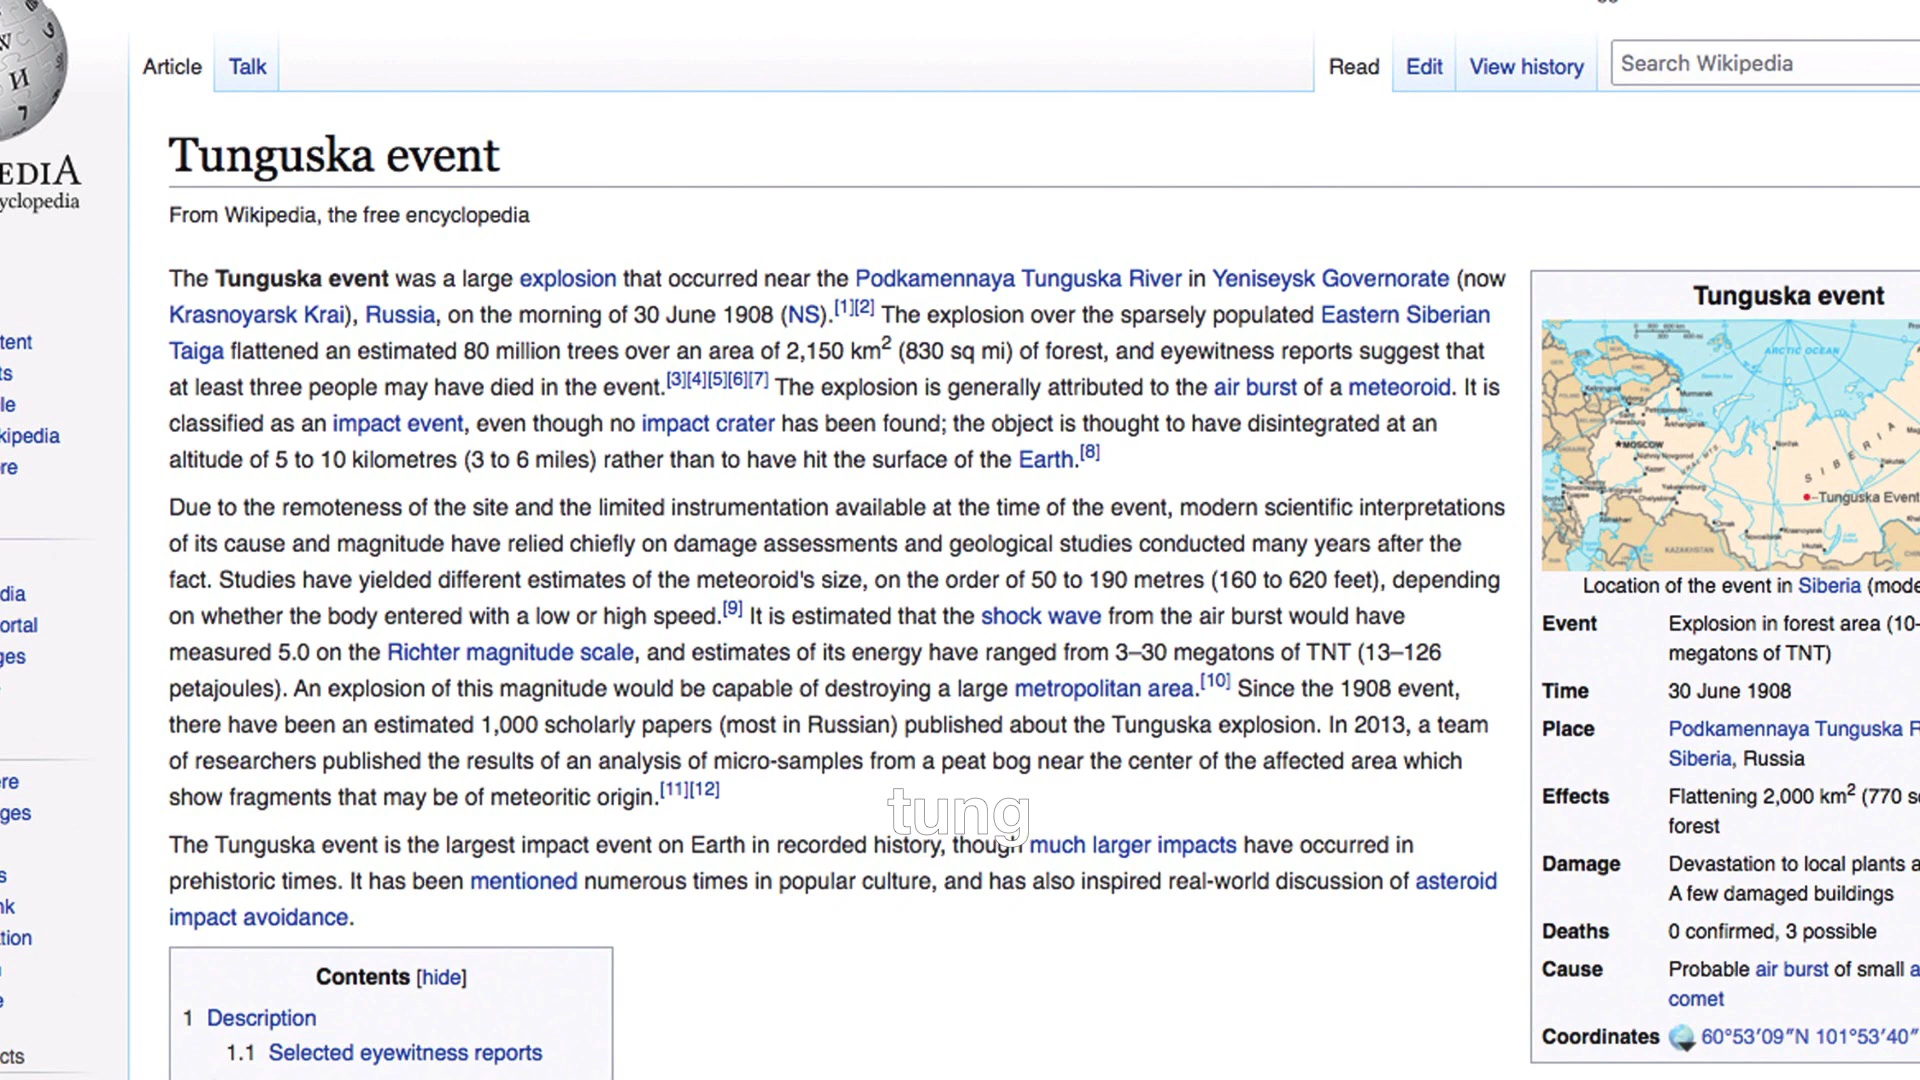 W
И
EDIA
yclopedia
Article
Talk
Read
Edit
View history
Search Wikipedia
Tunguska event
From Wikipedia, the free encyclopedia
The Tunguska event was a large explosion that occurred near the Podkamennaya Tunguska River in Yeniseysk Governorate (now
Krasnoyarsk Krai), Russia, on the morning of 30 June 1908 (NS).[1][2] The explosion over the sparsely populated Eastern Siberian
Taiga flattened an estimated 80 million trees over an area of 2,150 km² (830 sq mi) of forest, and eyewitness reports suggest that
at least three people may have died in the event.[3][4][5][6][7] The explosion is generally attributed to the air burst of a meteoroid. It is
classified as an impact event, even though no impact crater has been found; the object is thought to have disintegrated at an
altitude of 5 to 10 kilometres (3 to 6 miles) rather than to have hit the surface of the Earth.[8]
Due to the remoteness of the site and the limited instrumentation available at the time of the event, modern scientific interpretations
of its cause and magnitude have relied chiefly on damage assessments and geological studies conducted many years after the
fact. Studies have yielded different estimates of the meteoroid's size, on the order of 50 to 190 metres (160 to 620 feet), depending
on whether the body entered with a low or high speed.[9] It is estimated that the shock wave from the air burst would have
measured 5.0 on the Richter magnitude scale, and estimates of its energy have ranged from 3–30 megatons of TNT (13–126
petajoules). An explosion of this magnitude would be capable of destroying a large metropolitan area.[10] Since the 1908 event,
there have been an estimated 1,000 scholarly papers (most in Russian) published about the Tunguska explosion. In 2013, a team
of researchers published the results of an analysis of micro-samples from a peat bog near the center of the affected area which
show fragments that may be of meteoritic origin.[11][12]
tung
The Tunguska event is the largest impact event on Earth in recorded history, though much larger impacts have occurred in
prehistoric times. It has been mentioned numerous times in popular culture, and has also inspired real-world discussion of asteroid
impact avoidance.
Contents [hide]
1 Description
1.1 Selected eyewitness reports
Tunguska event
ARCTIC OCEAN
Murmansk
MOSCOW
SIBERIA
Tunguska Event
KAZAKHSTAN
Location of the event in Siberia (mode
Event Explosion in forest area (10-
megatons of TNT)
Time 30 June 1908
Place Podkamennaya Tunguska R
Siberia, Russia
Effects Flattening 2,000 km² (770 s
forest
Damage Devastation to local plants a
A few damaged buildings
Deaths 0 confirmed, 3 possible
Cause Probable air burst of small a
comet
Coordinates 60°53′09″N 101°53′40″
tent
ts
le
kipedia
re
dia
ortal
ges
re
ges
s
nk
tion
e
cts